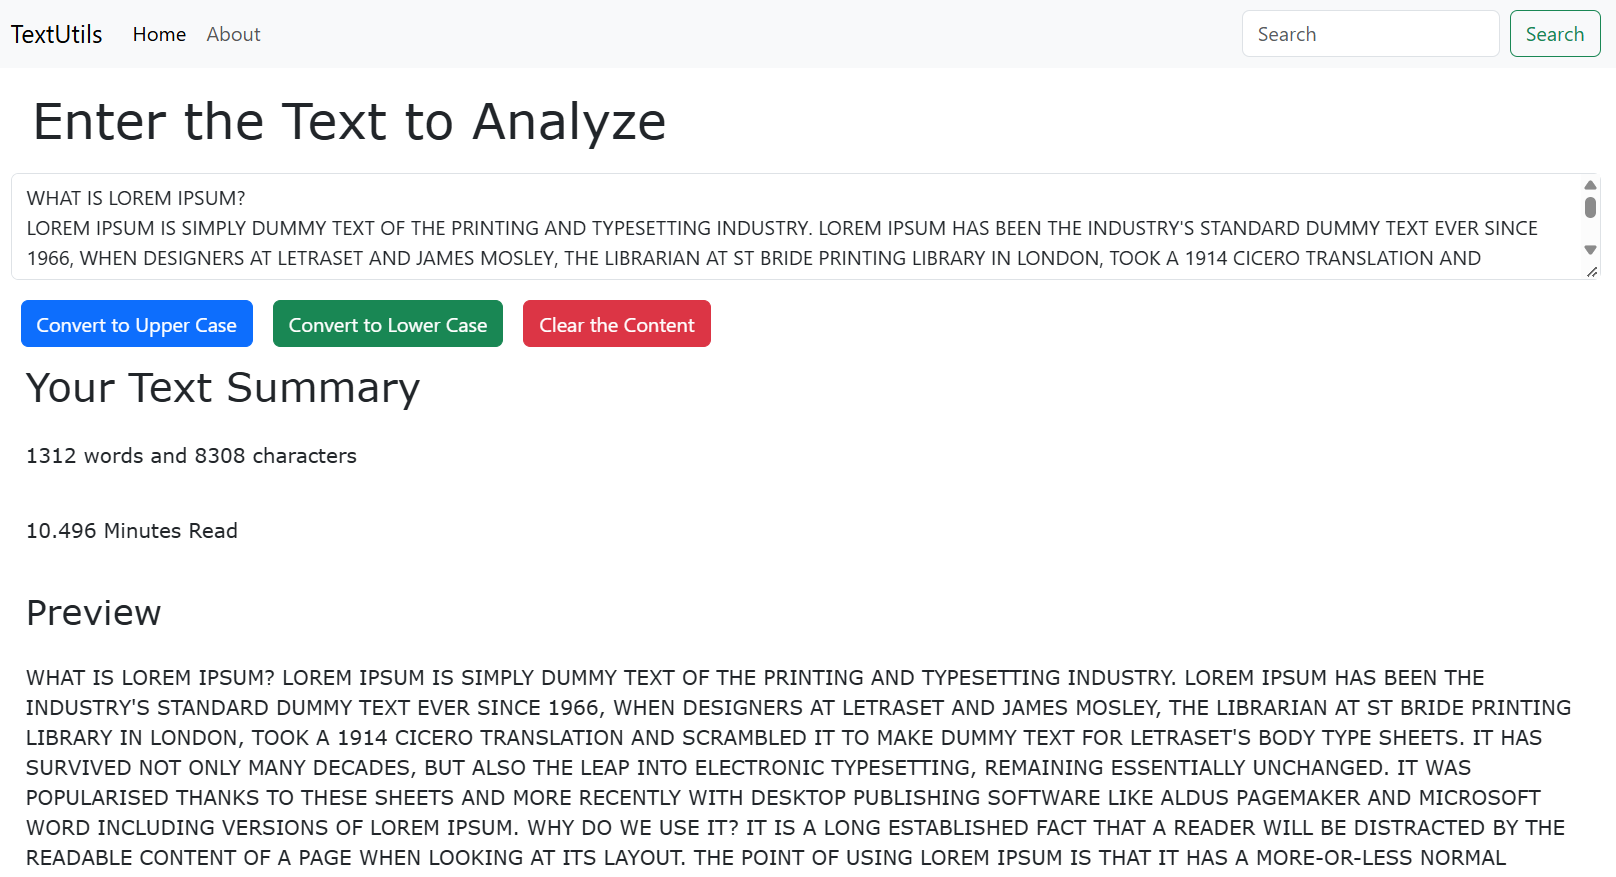 TextUtils Home About Search Search
Enter the Text to Analyze
WHAT IS LOREM IPSUM?
LOREM IPSUM IS SIMPLY DUMMY TEXT OF THE PRINTING AND TYPESETTING INDUSTRY. LOREM IPSUM HAS BEEN THE INDUSTRY'S STANDARD DUMMY TEXT EVER SINCE
1966, WHEN DESIGNERS AT LETRASET AND JAMES MOSLEY, THE LIBRARIAN AT ST BRIDE PRINTING LIBRARY IN LONDON, TOOK A 1914 CICERO TRANSLATION AND
Convert to Upper Case Convert to Lower Case Clear the Content
Your Text Summary
1312 words and 8308 characters
10.496 Minutes Read
Preview
WHAT IS LOREM IPSUM? LOREM IPSUM IS SIMPLY DUMMY TEXT OF THE PRINTING AND TYPESETTING INDUSTRY. LOREM IPSUM HAS BEEN THE
INDUSTRY'S STANDARD DUMMY TEXT EVER SINCE 1966, WHEN DESIGNERS AT LETRASET AND JAMES MOSLEY, THE LIBRARIAN AT ST BRIDE PRINTING
LIBRARY IN LONDON, TOOK A 1914 CICERO TRANSLATION AND SCRAMBLED IT TO MAKE DUMMY TEXT FOR LETRASET'S BODY TYPE SHEETS. IT HAS
SURVIVED NOT ONLY MANY DECADES, BUT ALSO THE LEAP INTO ELECTRONIC TYPESETTING, REMAINING ESSENTIALLY UNCHANGED. IT WAS
POPULARISED THANKS TO THESE SHEETS AND MORE RECENTLY WITH DESKTOP PUBLISHING SOFTWARE LIKE ALDUS PAGEMAKER AND MICROSOFT
WORD INCLUDING VERSIONS OF LOREM IPSUM. WHY DO WE USE IT? IT IS A LONG ESTABLISHED FACT THAT A READER WILL BE DISTRACTED BY THE
READABLE CONTENT OF A PAGE WHEN LOOKING AT ITS LAYOUT. THE POINT OF USING LOREM IPSUM IS THAT IT HAS A MORE-OR-LESS NORMAL